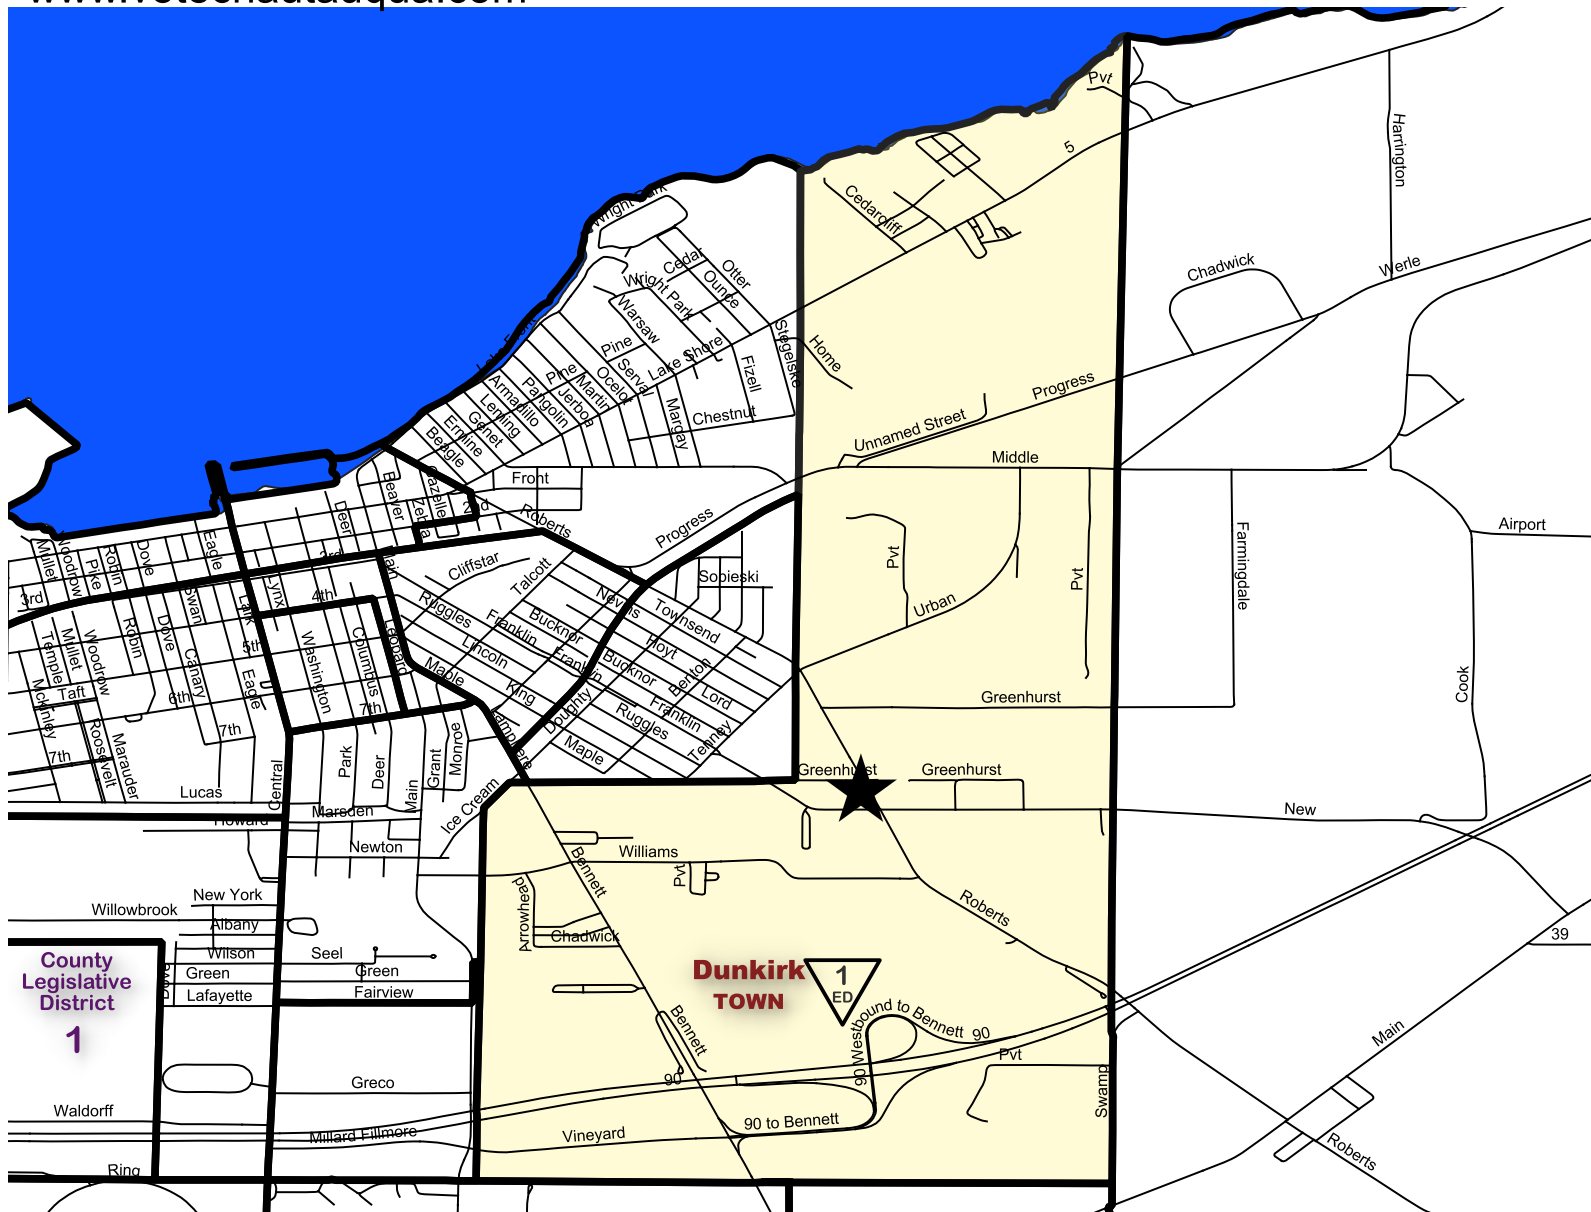 Pvt
5
Harrington
Wright Park
Cedarcliff
Cedar
Otter
Ounce
Wright Park
Chadwick
Werle
Warsaw
Pine
Lake Shore
Stegelske
Home
Fizell
Serval
Ocelot
Pine
Martin
Jerboa
Pangolin
Armadillo
Leming
Genet
Ermine
Beagle
Margay
Chestnut
Progress
Unnamed Street
Middle
Front
Gazelle
Beaver
Zebra
Deer
Roberts
Progress
Airport
Farmingdale
Eagle
Dove
Robin
Pike
Woodrow
Mullet
3rd
Main
Cliffstar
Talcott
Sobieski
Pvt
Pvt
Urban
3rd
Swan
Lark
Lynx
4th
Ruggles
Franklin
Bucknor
Nevins
Townsend
Hoyt
Benton
Lord
Temple
Mullet
Woodrow
Robin
Dove
Canary
5th
Eagle
Washington
Columbus
Leopard
Lincoln
Maple
King
Franklin
Bucknor
Franklin
Ruggles
Tenney
Doughty
Maple
Lamphere
Greenhurst
Cook
McKinley
Taft
6th
7th
7th
7th
Roosevelt
Marauder
Central
Park
Deer
Main
Grant
Monroe
Ice Cream
Greenhurst
Greenhurst
New
Lucas
Howard
Marsden
Newton
Williams
Bennett
Pvt
Arrowhead
Chadwick
Roberts
39
New York
Willowbrook
Albany
Wilson
Seel
Green
Green
Dove
Lafayette
Fairview
County
Legislative
District
1
Dunkirk
TOWN
1
ED
90 Westbound to Bennett
90
Pvt
Bennett
90
Main
Swamp
Greco
Waldorff
Millard Fillmore
Vineyard
90 to Bennett
Roberts
Ring